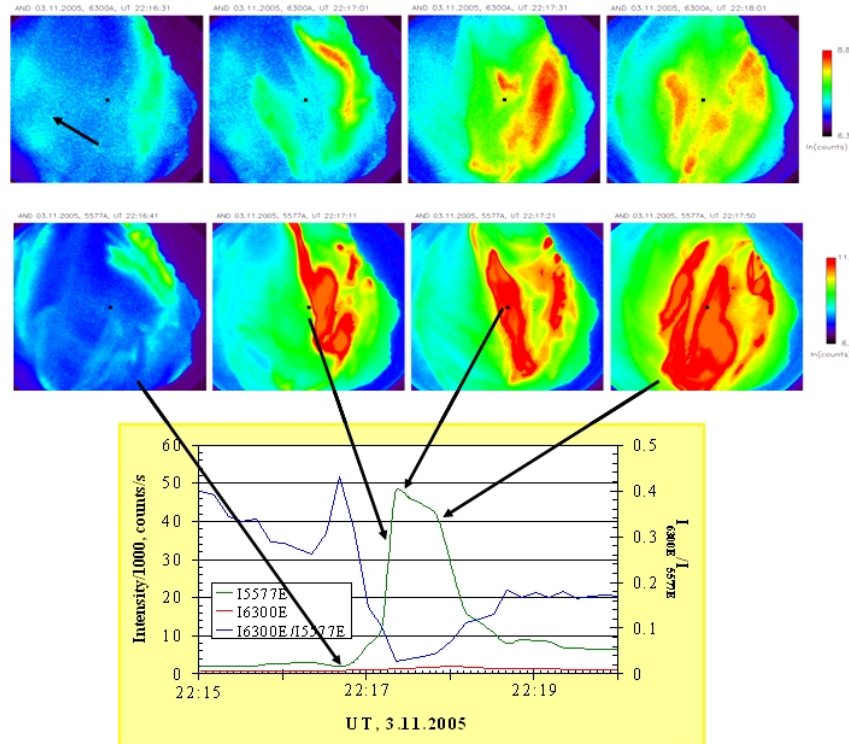 AND 03.11.2005, 6300A, UT 22:16:31
AND 03.11.2005, 6300A, UT 22:17:01
AND 03.11.2005, 6300A, UT 22:17:31
AND 03.11.2005, 6300A, UT 22:18:01
8.8
6.3
ln(counts)
AND 03.11.2005, 5577A, UT 22:16:41
AND 03.11.2005, 5577A, UT 22:17:11
AND 03.11.2005, 5577A, UT 22:17:21
AND 03.11.2005, 5577A, UT 22:17:50
11.
6.
ln(counts)
Intensity/1000, counts/s
60
50
40
30
20
10
0
0.5
0.4
0.3
0.2
0.1
0
I6300E/I5577E
I5577E
I6300E
I6300E/I5577E
22:15
22:17
22:19
UT, 3.11.2005